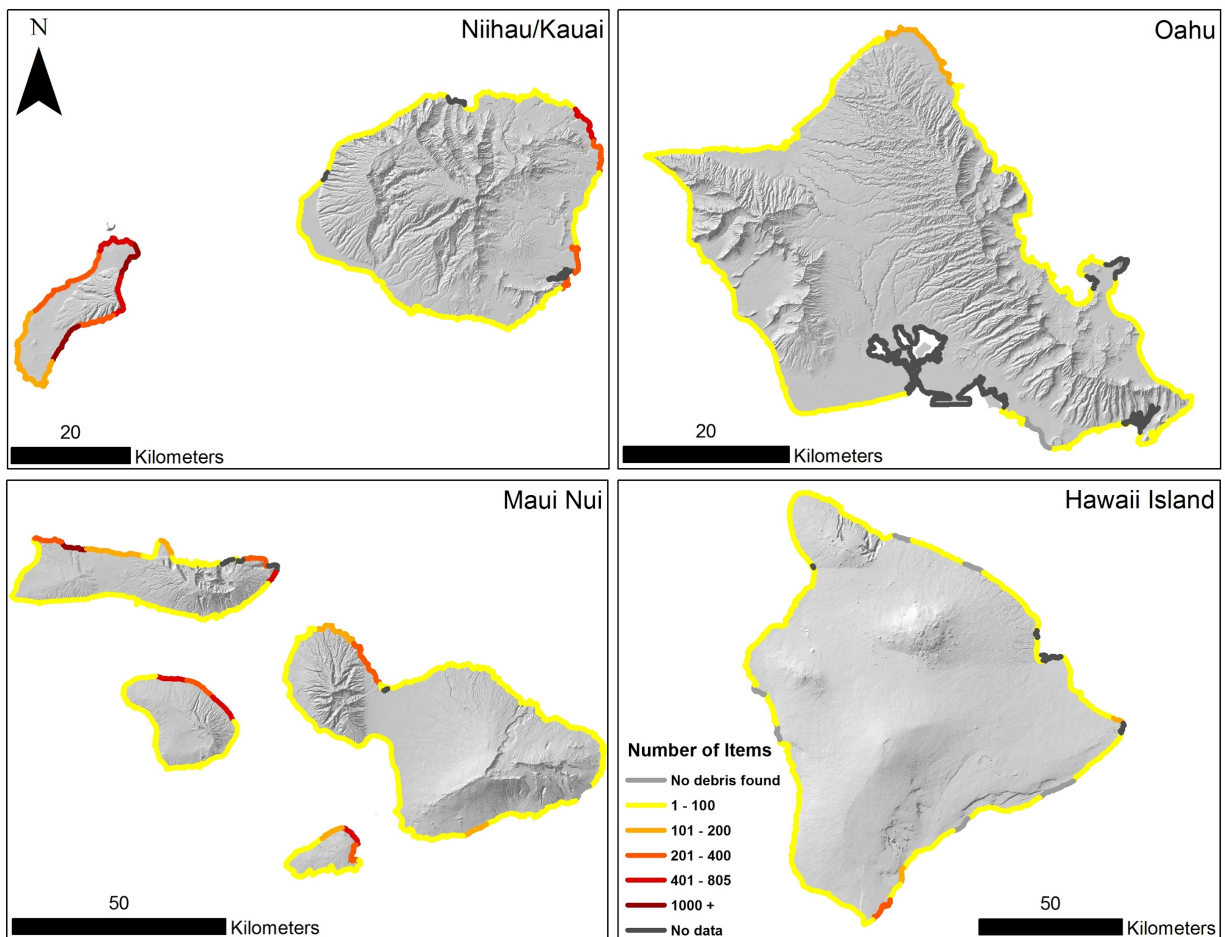 Niihau/Kauai
N
20
Kilometers
Oahu
20
Kilometers
Maui Nui
50
Kilometers
Hawaii Island
Number of Items
No debris found
1 - 100
101 - 200
201 - 400
401 - 805
1000 +
No data
50
Kilometers